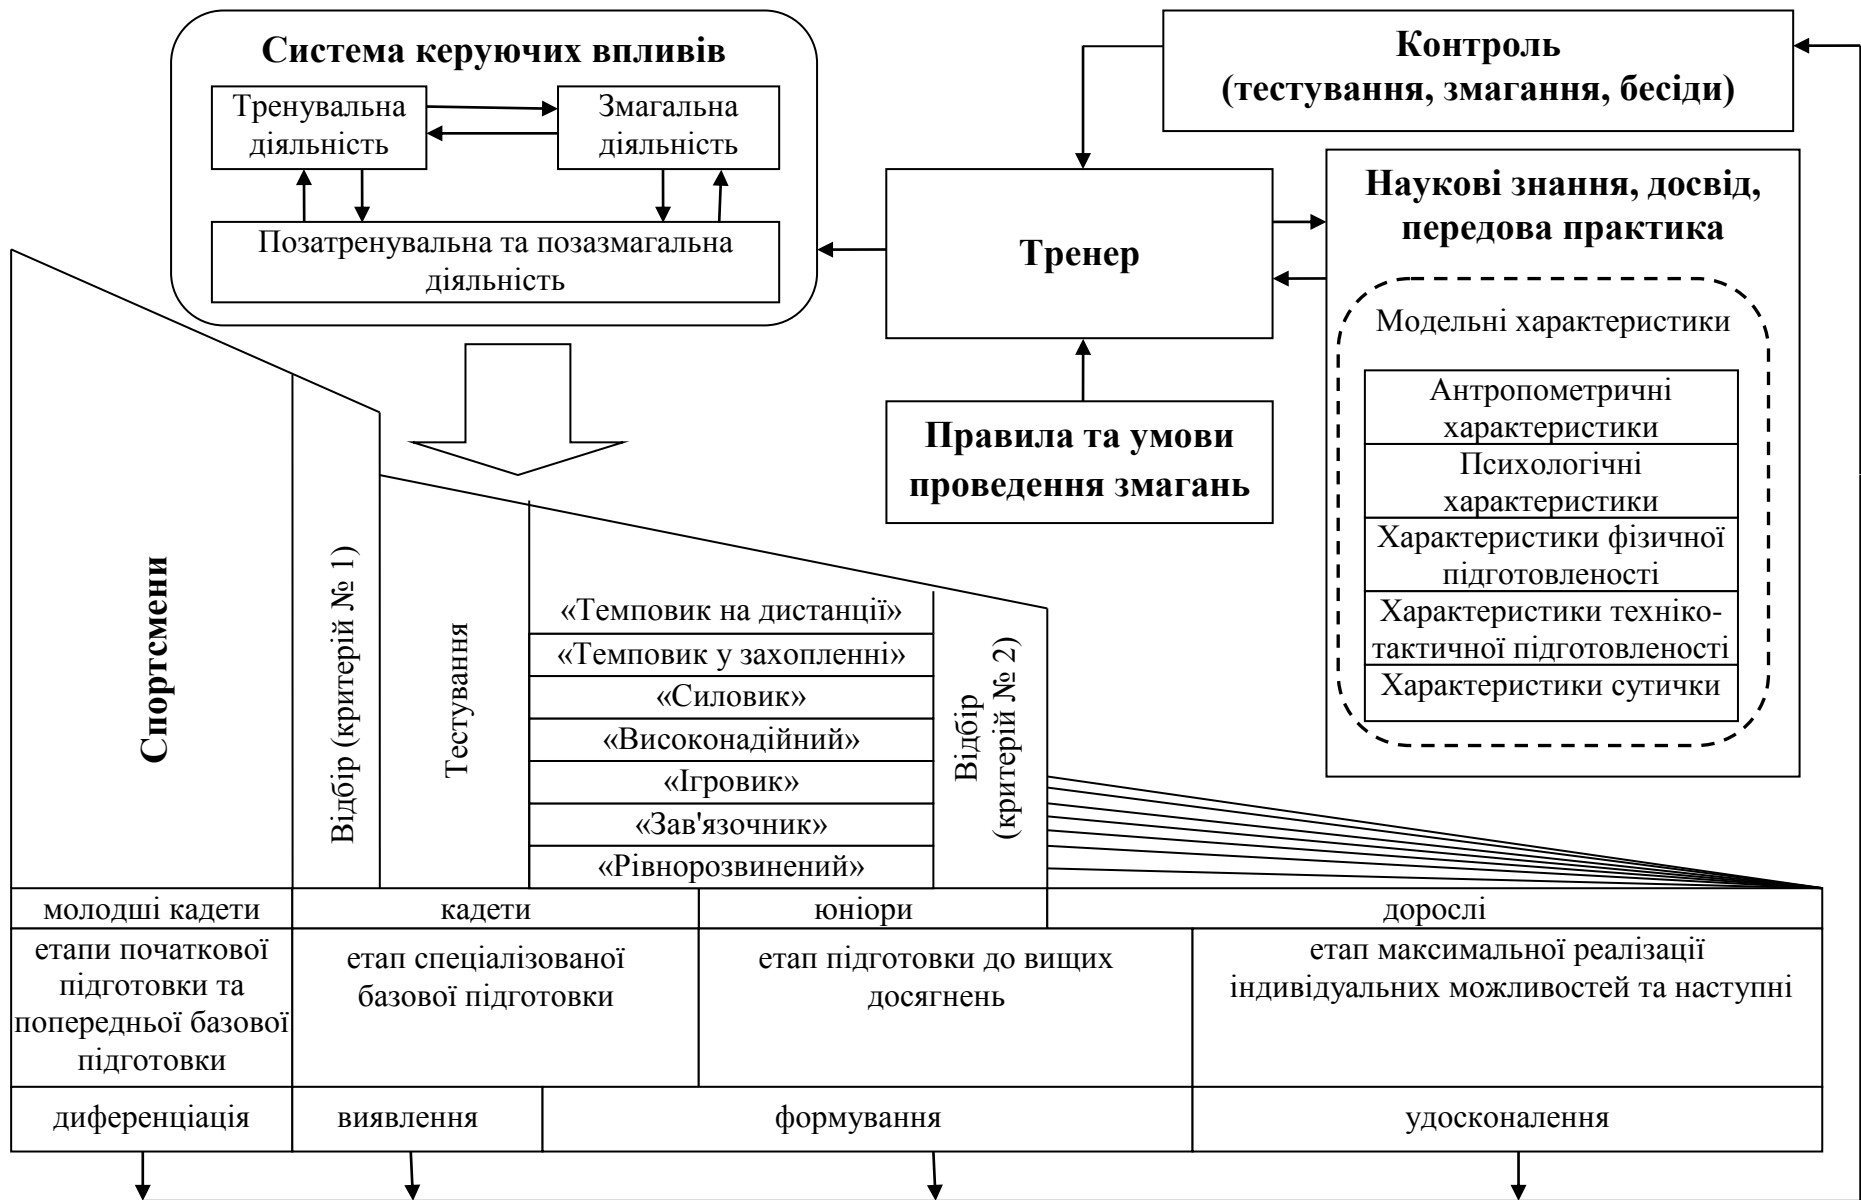 Система керуючих впливів
Тренувальна
діяльність
Змагальна
діяльність
Позатренувальна та позазмагальна
діяльність
Контроль
(тестування, змагання, бесіди)
Тренер
Наукові знання, досвід,
передова практика
Модельні характеристики
Антропометричні
характеристики
Психологічні
характеристики
Характеристики фізичної
підготовленості
Характеристики техніко-
тактичної підготовленості
Характеристики сутички
Правила та умови
проведення змагань
Спортсмени
Відбір (критерій № 1)
Тестування
«Темповик на дистанції»
«Темповик у захопленні»
«Силовик»
«Високонадійний»
«Ігровик»
«Зав'язочник»
«Рівнорозвинений»
Відбір
(критерій № 2)
молодші кадети
кадети
юніори
дорослі
етапи початкової
підготовки та
попередньої базової
підготовки
етап спеціалізованої
базової підготовки
етап підготовки до вищих
досягнень
етап максимальної реалізації
індивідуальних можливостей та наступні
диференціація
виявлення
формування
удосконалення